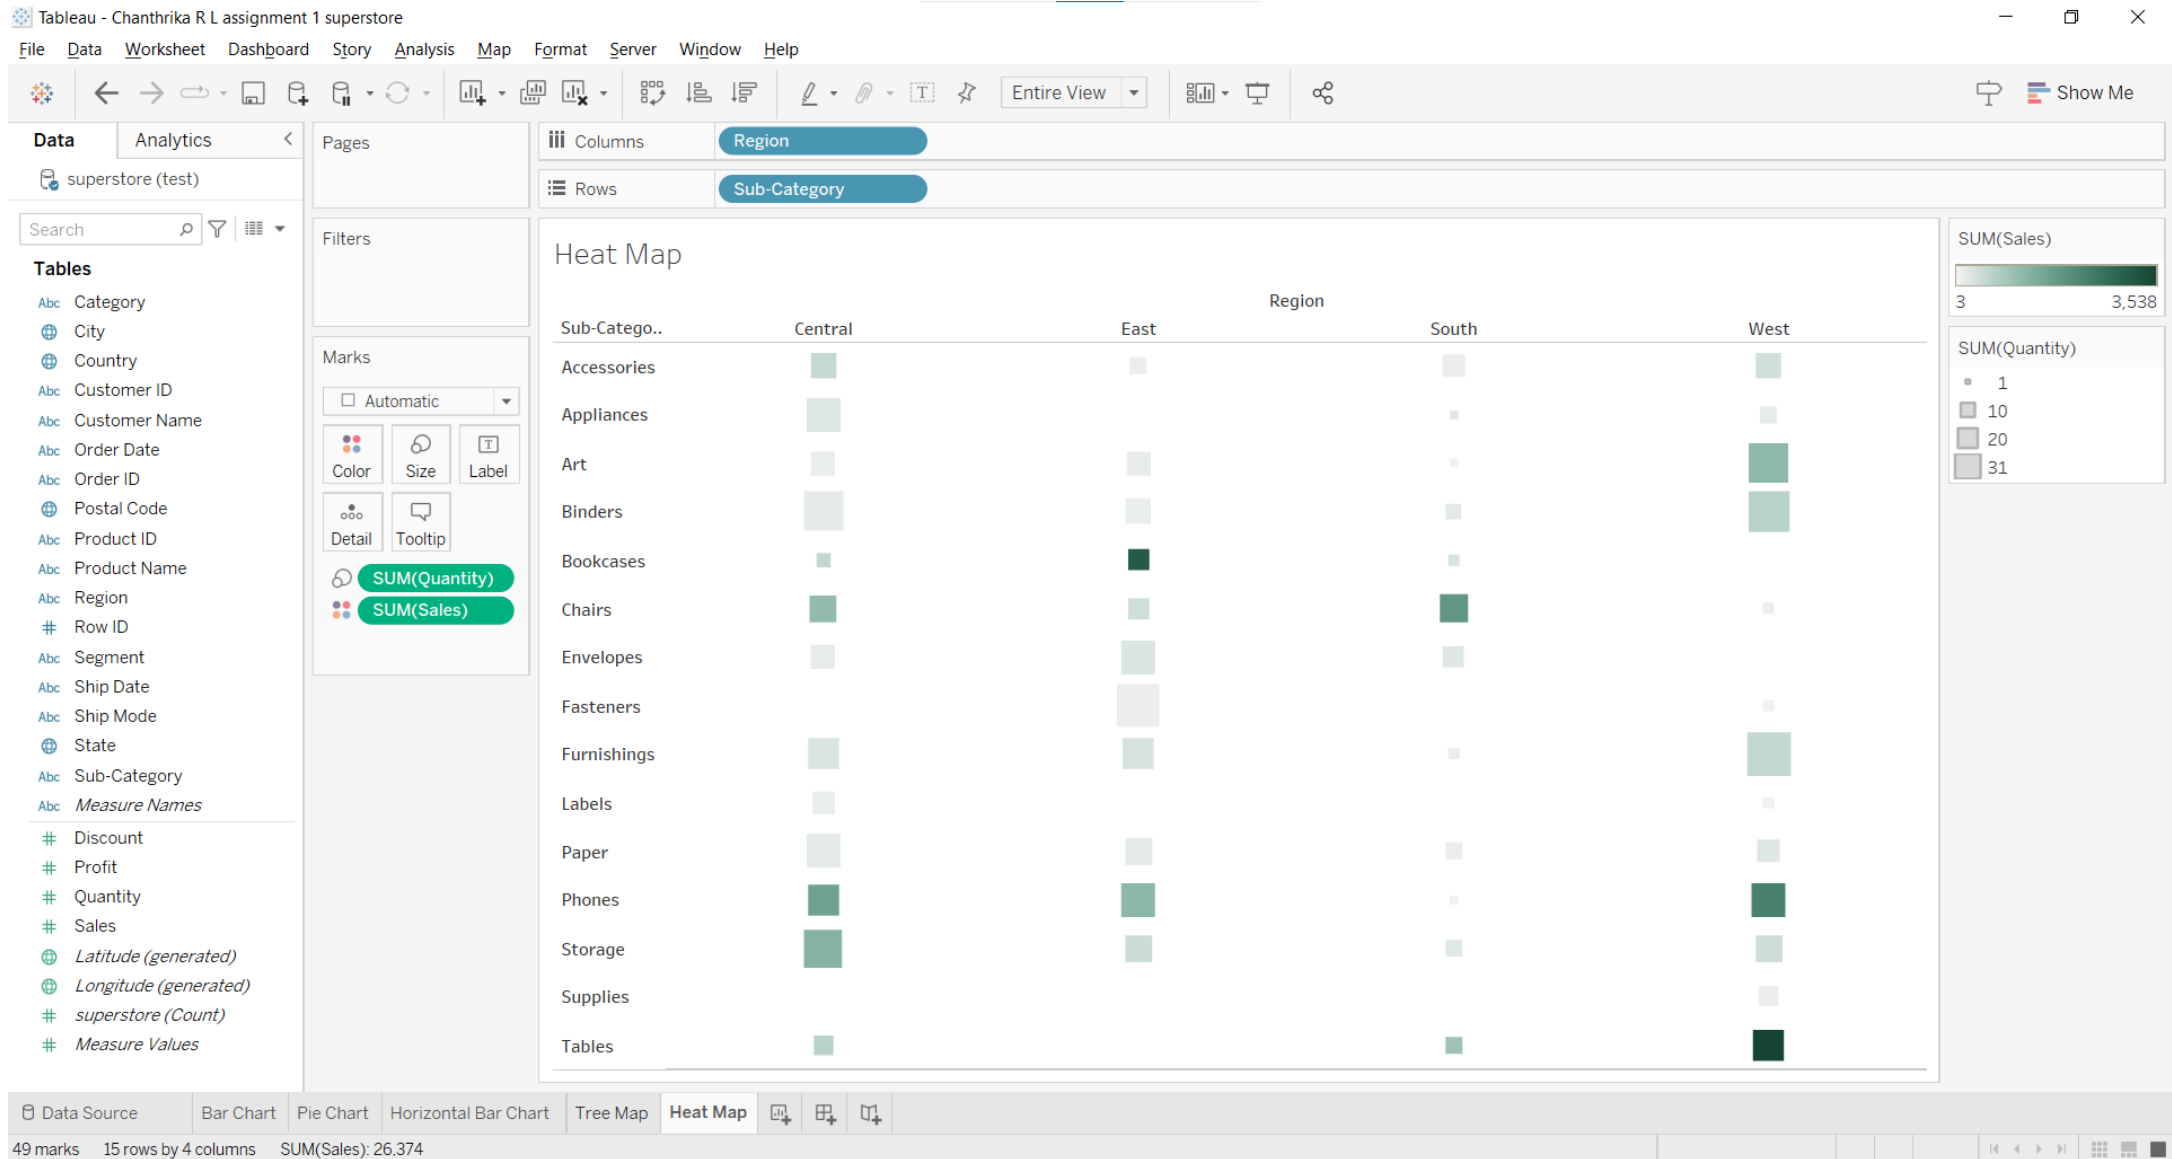 Tableau - Chanthrika R L assignment 1 superstore
File Data Worksheet Dashboard Story Analysis Map Format Server Window Help
Entire View
Show Me
Data Analytics
superstore (test)
Search
Tables
Abc Category
City
Country
Abc Customer ID
Abc Customer Name
Abc Order Date
Abc Order ID
Postal Code
Abc Product ID
Abc Product Name
Abc Region
# Row ID
Abc Segment
Abc Ship Date
Abc Ship Mode
State
Abc Sub-Category
Abc Measure Names
# Discount
# Profit
# Quantity
# Sales
Latitude (generated)
Longitude (generated)
# superstore (Count)
# Measure Values
Pages
Filters
Marks
Automatic
Color Size Label
Detail Tooltip
SUM(Quantity)
SUM(Sales)
Columns Region
Rows Sub-Category
Heat Map
Region
Sub-Catego.. Central East South West
Accessories
Appliances
Art
Binders
Bookcases
Chairs
Envelopes
Fasteners
Furnishings
Labels
Paper
Phones
Storage
Supplies
Tables
SUM(Sales)
3 3,538
SUM(Quantity)
1
10
20
31
Data Source Bar Chart Pie Chart Horizontal Bar Chart Tree Map Heat Map
49 marks 15 rows by 4 columns SUM(Sales): 26,374